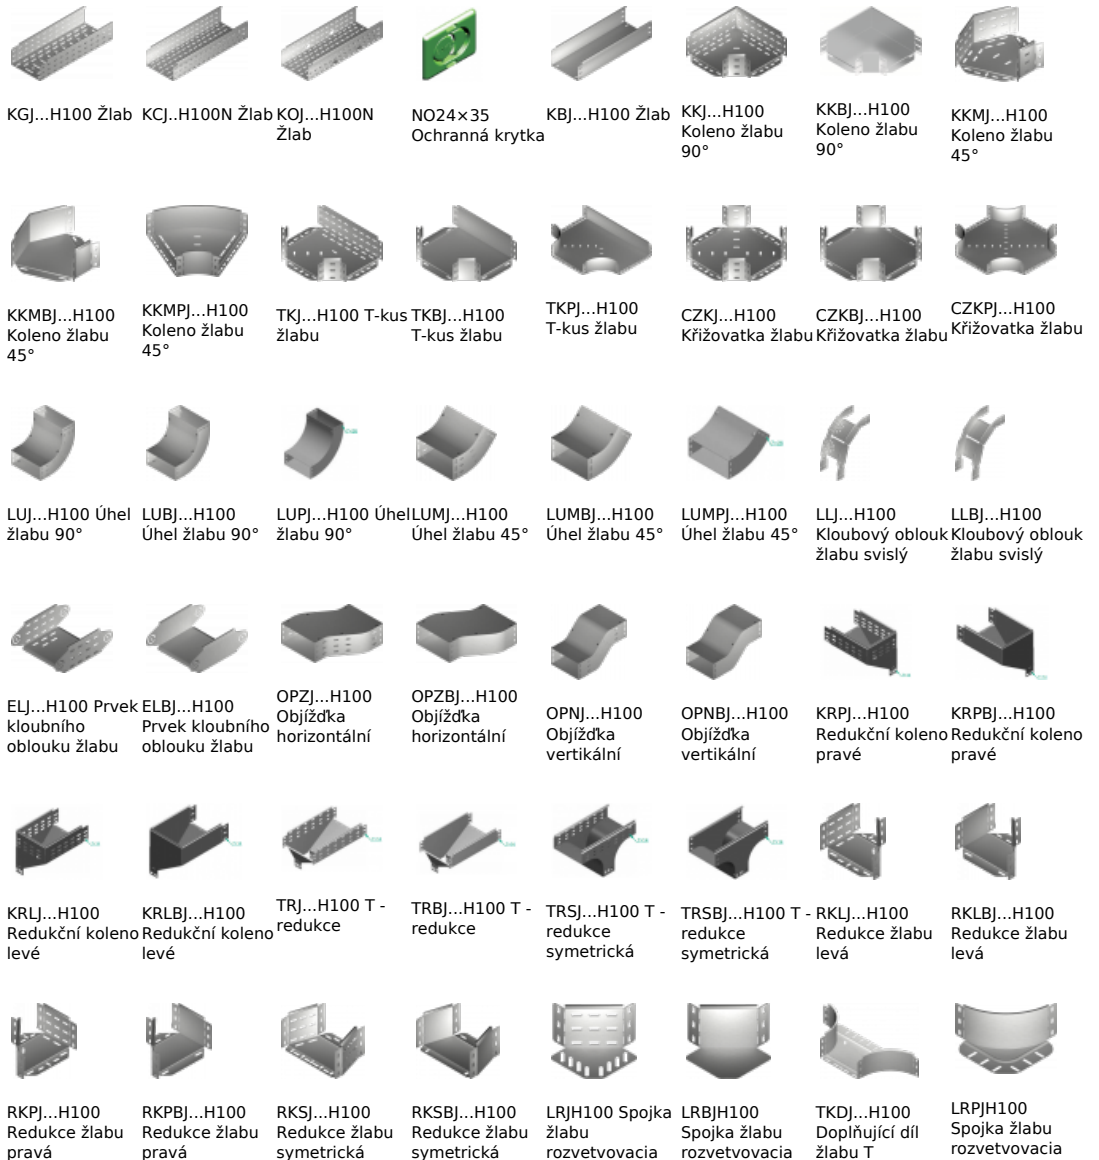 KGJ...H100 Žlab
KCJ..H100N Žlab
KOJ...H100N
Žlab
NO24×35
Ochranná krytka
KBJ...H100 Žlab
KKJ...H100
Koleno žlabu
90°
KKBJ...H100
Koleno žlabu
90°
KKMJ...H100
Koleno žlabu
45°
KKMBJ...H100
Koleno žlabu
45°
KKMPJ...H100
Koleno žlabu
45°
TKJ...H100 T-kus
žlabu
TKBJ...H100
T-kus žlabu
TKPJ...H100
T-kus žlabu
CZKJ...H100
Křižovatka žlabu
CZKBJ...H100
Křižovatka žlabu
CZKPJ...H100
Křižovatka žlabu
LUJ...H100 Úhel
žlabu 90°
LUBJ...H100
Úhel žlabu 90°
LUPJ...H100 Úhel
žlabu 90°
LUMJ...H100
Úhel žlabu 45°
LUMBJ...H100
Úhel žlabu 45°
LUMPJ...H100
Úhel žlabu 45°
LLJ...H100
Kloubový oblouk
žlabu svislý
LLBJ...H100
Kloubový oblouk
žlabu svislý
ELJ...H100 Prvek
kloubního
oblouku žlabu
ELBJ...H100
Prvek kloubního
oblouku žlabu
OPZJ...H100
Objížďka
horizontální
OPZBJ...H100
Objížďka
horizontální
OPNJ...H100
Objížďka
vertikální
OPNBJ...H100
Objížďka
vertikální
KRPJ...H100
Redukční koleno
pravé
KRPBJ...H100
Redukční koleno
pravé
KRLJ...H100
Redukční koleno
levé
KRLBJ...H100
Redukční koleno
levé
TRJ...H100 T -
redukce
TRBJ...H100 T -
redukce
TRSJ...H100 T -
redukce
symetrická
TRSBJ...H100 T -
redukce
symetrická
RKLJ...H100
Redukce žlabu
levá
RKLBJ...H100
Redukce žlabu
levá
RKPJ...H100
Redukce žlabu
pravá
RKPBJ...H100
Redukce žlabu
pravá
RKSJ...H100
Redukce žlabu
symetrická
RKSBJ...H100
Redukce žlabu
symetrická
LRJH100 Spojka
žlabu
rozvetvovacia
LRBJH100
Spojka žlabu
rozvetvovacia
TKDJ...H100
Doplňující díl
žlabu T
LRPJH100
Spojka žlabu
rozvetvovacia